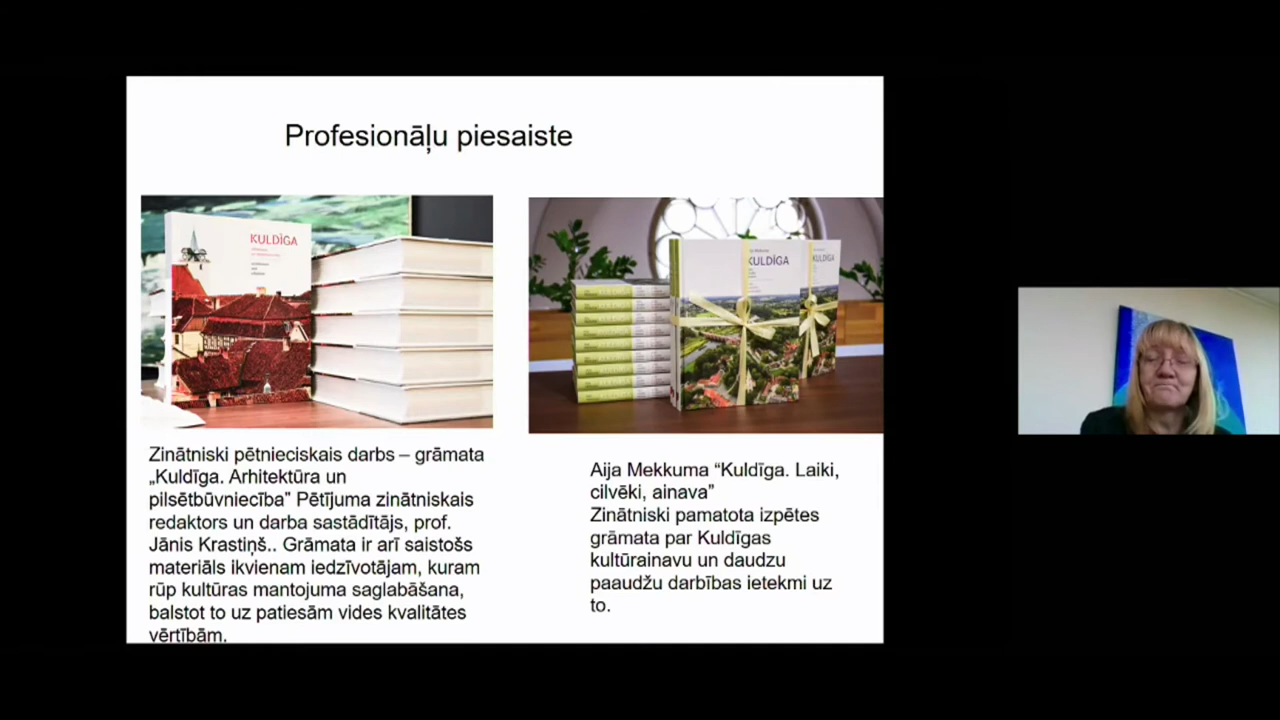 Profesionāļu piesaiste
KULDĪGA
KULDĪGA
KULDĪGA
Zinātniski pētnieciskais darbs – grāmata
„Kuldīga. Arhitektūra un
pilsētbūvniecība” Pētījuma zinātniskais
redaktors un darba sastādītājs, prof.
Jānis Krastiņš.. Grāmata ir arī saistošs
materiāls ikvienam iedzīvotājam, kuram
rūp kultūras mantojuma saglabāšana,
balstot to uz patiesām vides kvalitātes
vērtībām.
Aija Mekkuma “Kuldīga. Laiki,
cilvēki, ainava”
Zinātniski pamatota izpētes
grāmata par Kuldīgas
kultūrainavu un daudzu
paaudžu darbības ietekmi uz
to.